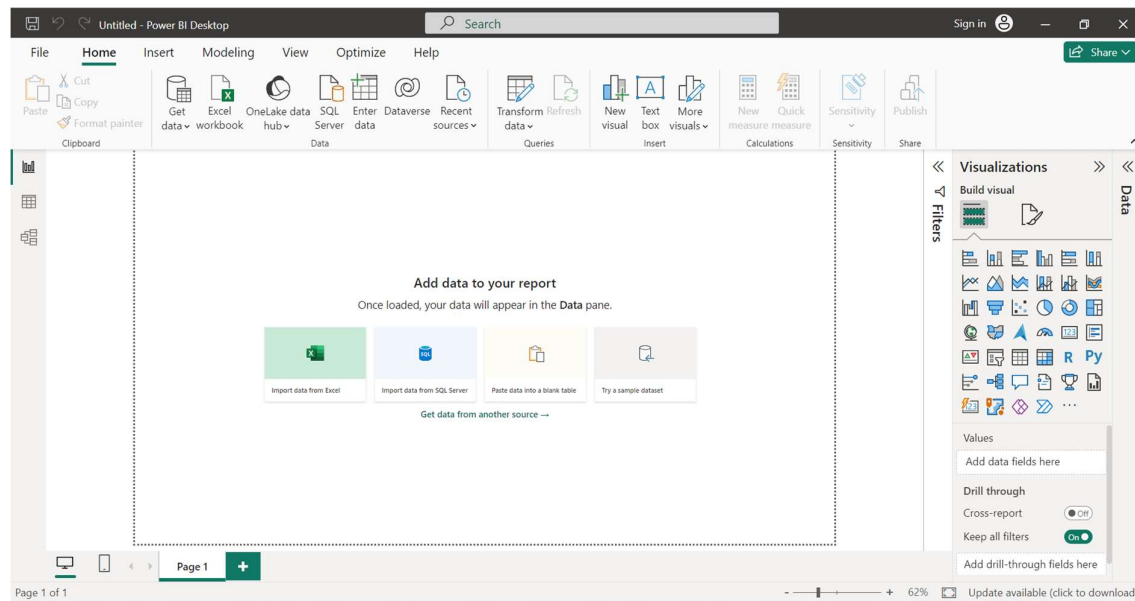 Untitled - Power BI Desktop
Search
Sign in
File Home Insert Modeling View Optimize Help
Share
Paste
Cut
Copy
Format painter
Clipboard
Get data
Excel workbook
OneLake data hub
SQL Server
Enter data
Dataverse
Recent sources
Data
Transform data
Refresh
Queries
New visual
Text box
More visuals
Insert
New measure
Quick measure
Calculations
Sensitivity
Sensitivity
Publish
Share
Add data to your report
Once loaded, your data will appear in the Data pane.
Import data from Excel
Import data from SQL Server
Paste data into a blank table
Try a sample dataset
Get data from another source →
Filters
Visualizations
Build visual
Data
123
R
Py
123
Values
Add data fields here
Drill through
Cross-report
Off
Keep all filters
On
Add drill-through fields here
Page 1
Page 1 of 1
62%
Update available (click to download